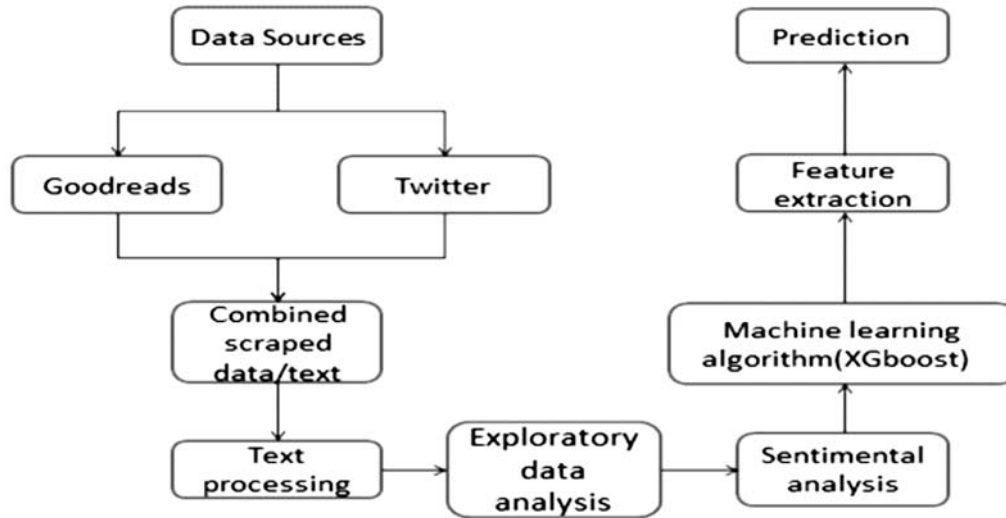 Data Sources
Goodreads
Twitter
Combined
scraped
data/text
Text
processing
Exploratory
data
analysis
Sentimental
analysis
Machine learning
algorithm(XGboost)
Feature
extraction
Prediction